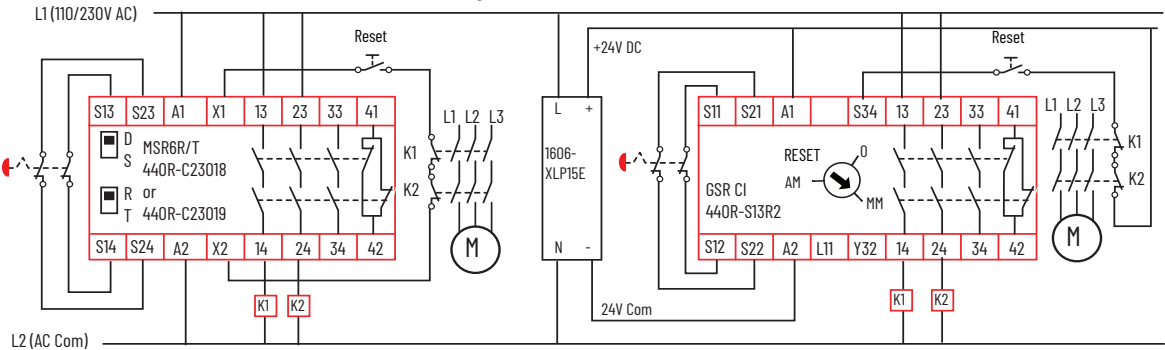 L1 (110/230V AC)
Reset
+24V DC
Reset
S13 S23 A1 X1 13 23 33 41
D
S
MSR6R/T
440R-C23018
or
440R-C23019
R
T
S14 S24 A2 X2 14 24 34 42
L1 L2 L3
K1
K2
M
K1 K2
L +
1606-
XLP15E
N -
24V Com
S11 S21 A1 S34 13 23 33 41
RESET 0
AM
MM
GSR CI
440R-S13R2
S12 S22 A2 L11 Y32 14 24 34 42
L1 L2 L3
K1
K2
M
K1 K2
L2 (AC Com)